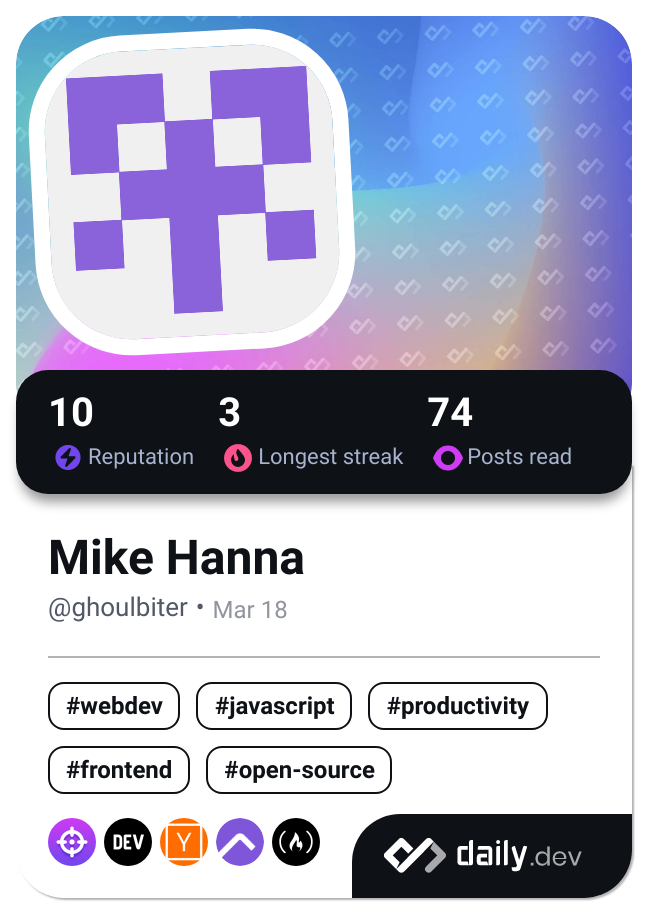 10 3 74
Reputation Longest streak Posts read
Mike Hanna
@ghoulbiter • Mar 18
#webdev #javascript #productivity
#frontend #open-source
DEV Y daily.dev